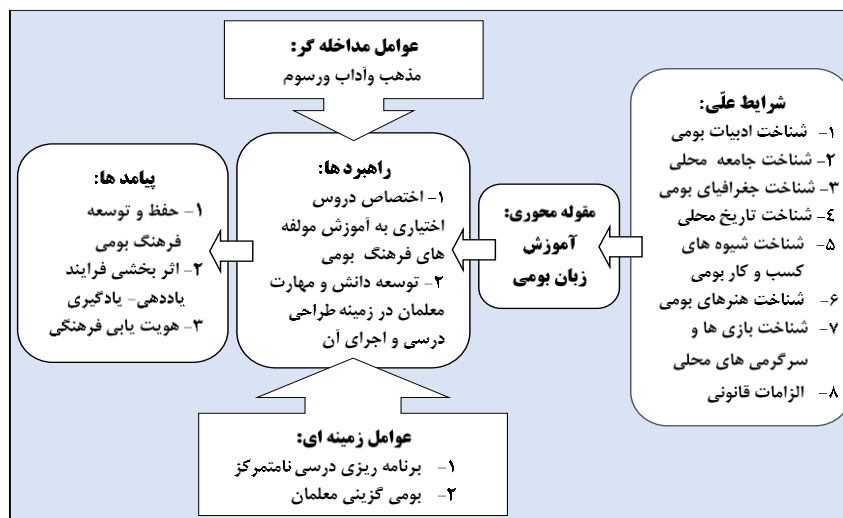 عوامل مداخله گر:
مذهب وآداب ورسوم
شرایط علّی:
۱- شناخت ادبیات بومی
۲- شناخت جامعه محلی
۳- شناخت جغرافیای بومی
۴- شناخت تاریخ محلی
۵- شناخت شیوه های
کسب و کار بومی
۶- شناخت هنرهای بومی
۷- شناخت بازی ها و
سرگرمی های محلی
۸- الزامات قانونی
مقوله محوری:
آموزش
زبان بومی
راهبرد ها:
۱- اختصاص دروس
اختیاری به آموزش مولفه
های فرهنگ بومی
۲- توسعه دانش و مهارت
معلمان در زمینه طراحی
درسی و اجرای آن
پیامد ها:
۱- حفظ و توسعه
فرهنگ بومی
۲- اثر بخشی فرایند
یاددهی- یادگیری
۳- هویت یابی فرهنگی
عوامل زمینه ای:
۱- برنامه ریزی درسی نامتمرکز
۲- بومی گزینی معلمان